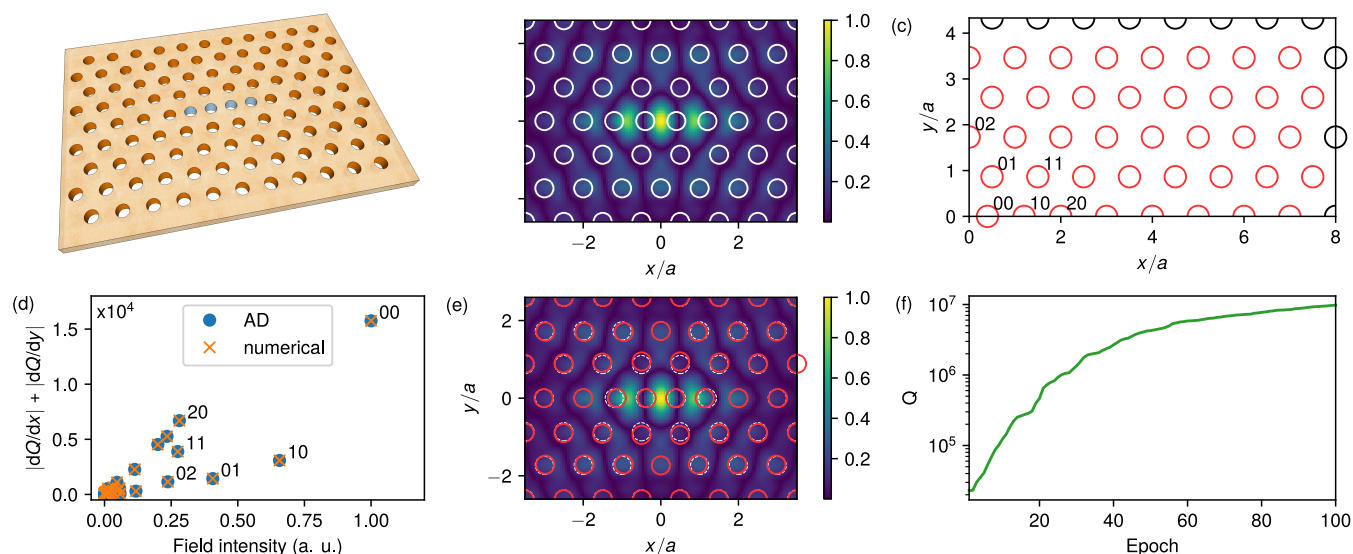 1.0
0.8
0.6
0.4
0.2
−2 0 2
x/a
(c)
4
3
2
1
0
y/a
02
01 11
00 10 20
0 2 4 6 8
x/a
(d)
x10⁴
1.5
1.0
0.5
0.0
|dQ/dx| + |dQ/dy|
AD
numerical
00
20
11
10
02
01
0.00 0.25 0.50 0.75 1.00
Field intensity (a. u.)
(e)
2
0
−2
y/a
−2 0 2
x/a
1.0
0.8
0.6
0.4
0.2
(f)
10⁷
10⁶
10⁵
Q
20 40 60 80 100
Epoch